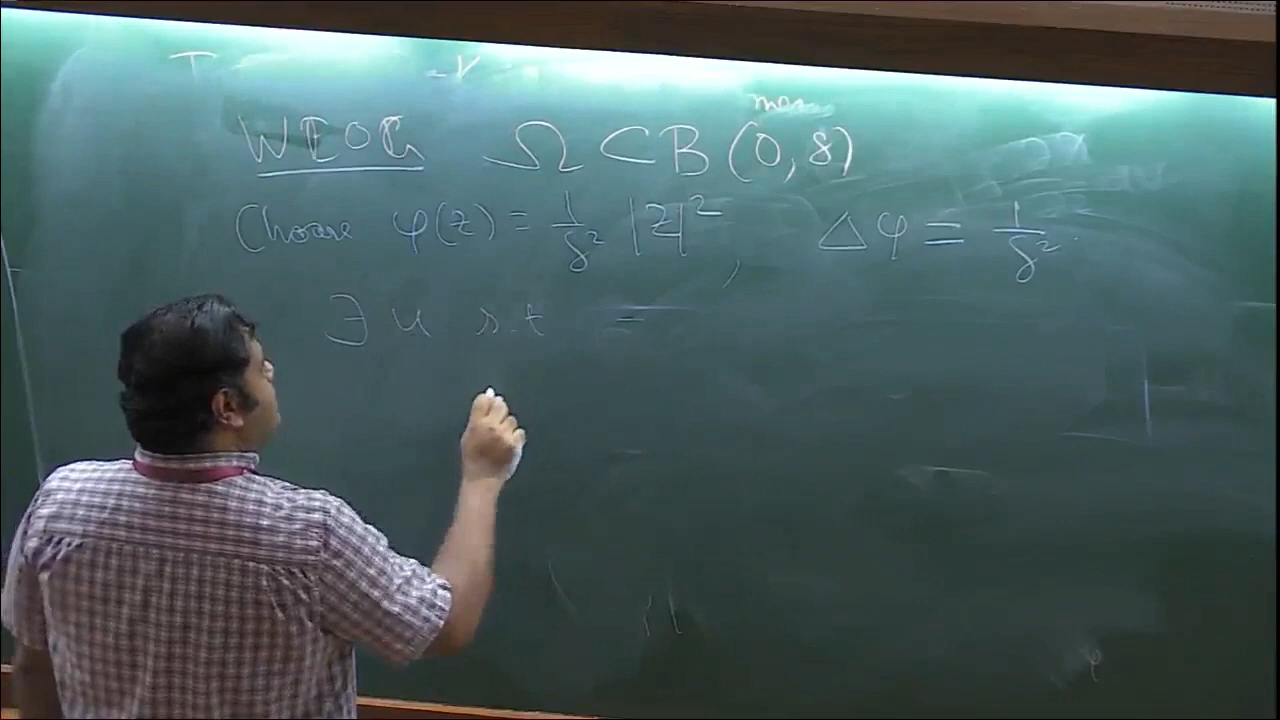 WLOG Ω ⊂ B(0, δ)
Choose φ(z) = 1/δ² |z|² , Δφ = 1/δ²
∃ u s.t